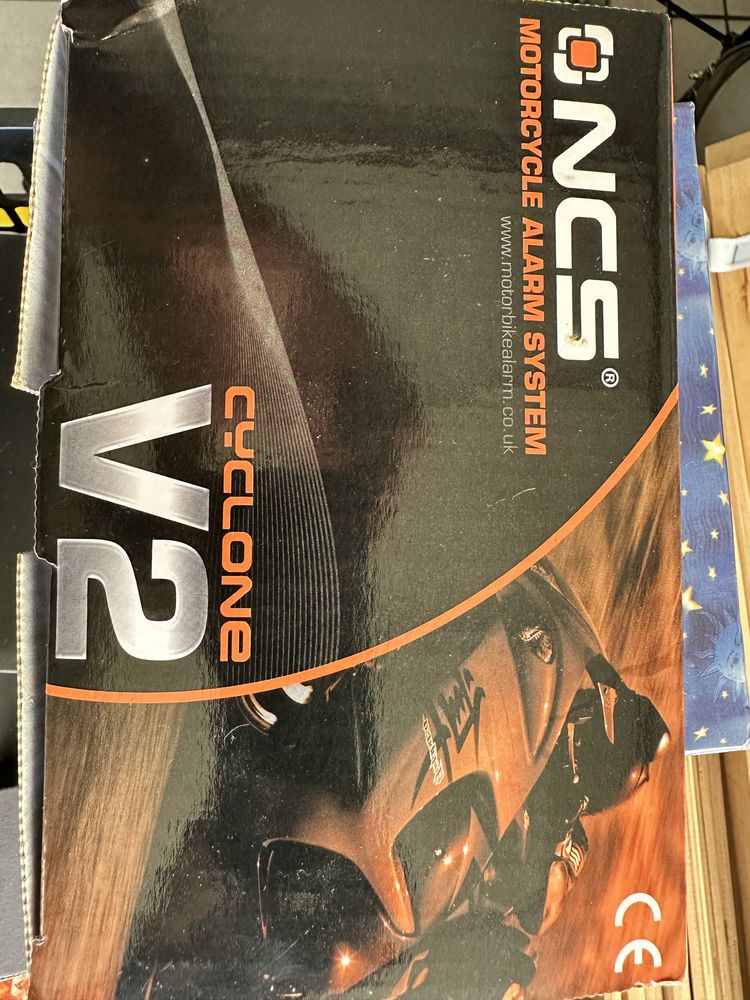 NCS®
MOTORCYCLE ALARM SYSTEM
www.motorbikealarm.co.uk
CYCLONE
V2
CE